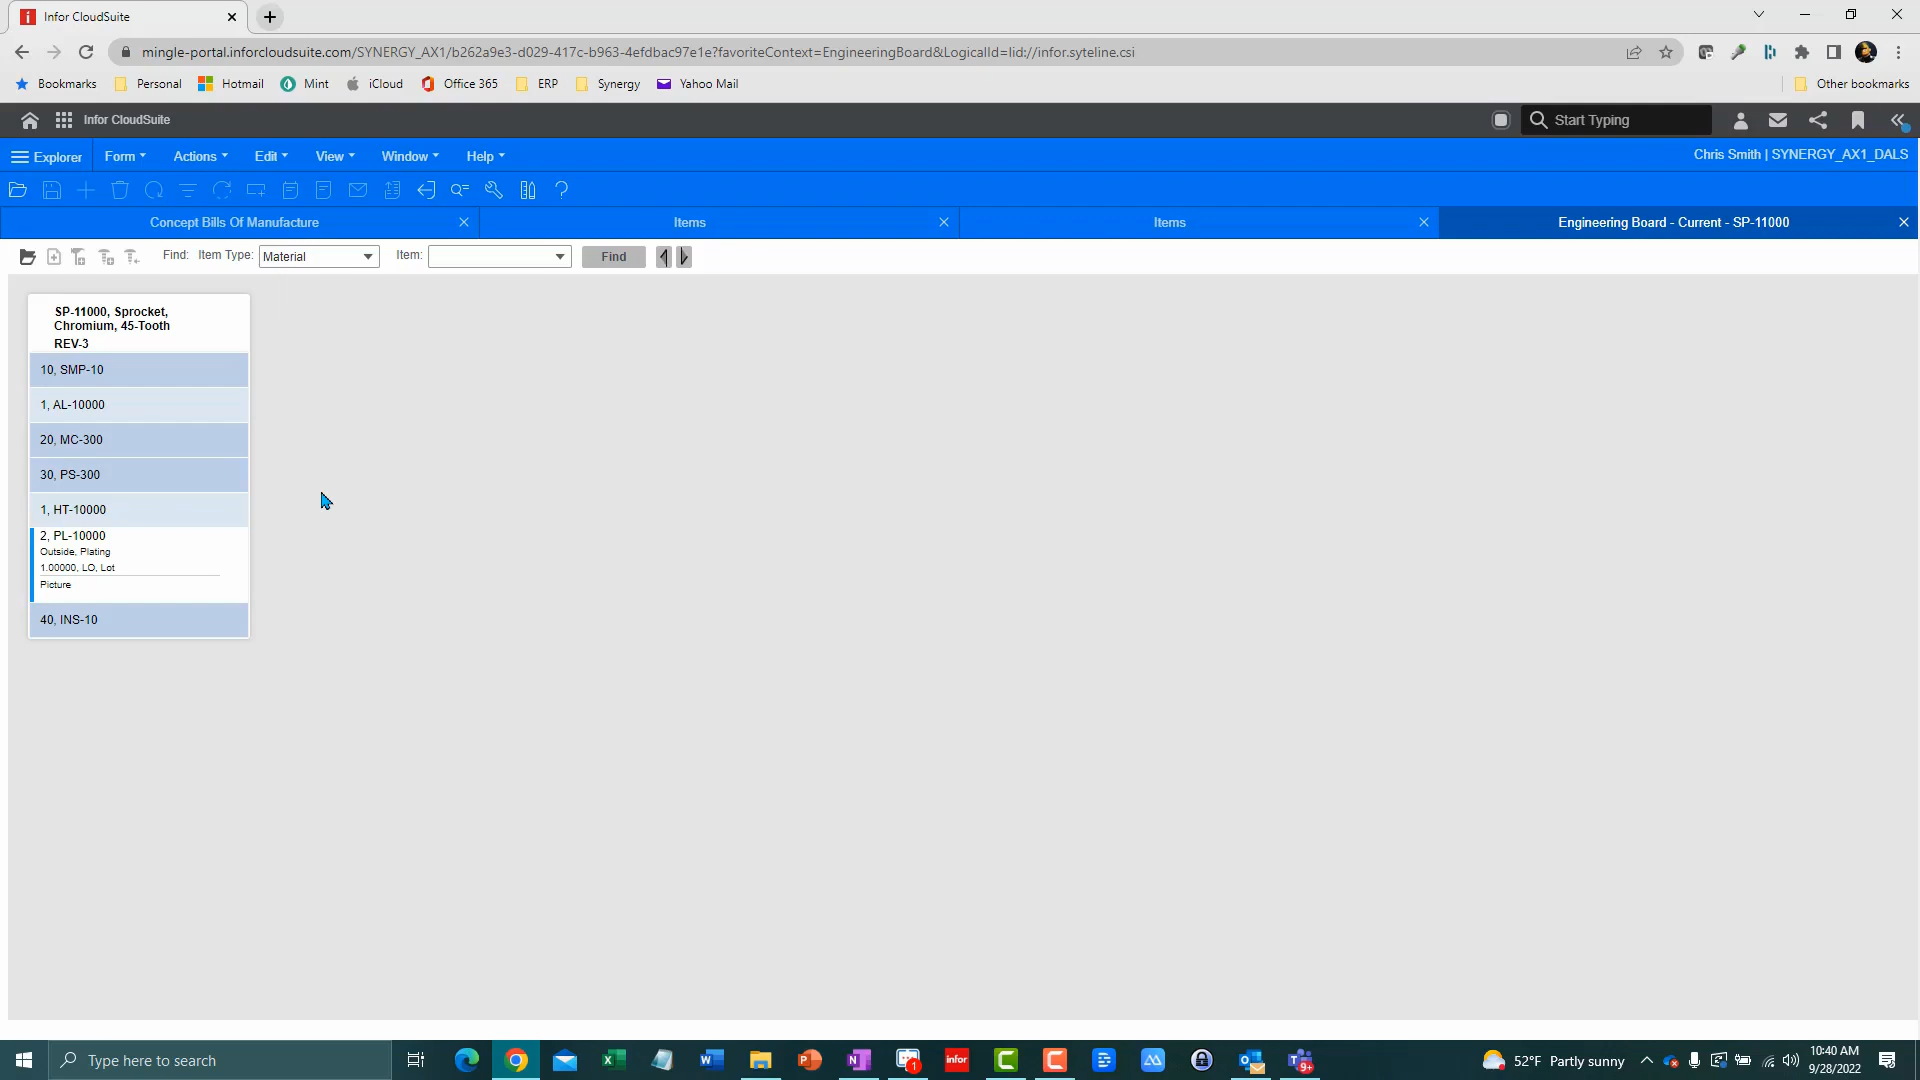 Infor CloudSuite
mingle-portal.inforcloudsuite.com/SYNERGY_AX1/b262a9e3-d029-417c-b963-4efdbac97e1e?favoriteContext=EngineeringBoard&LogicalId=lid://infor.syteline.csi
Bookmarks Personal Hotmail Mint iCloud Office 365 ERP Synergy Yahoo Mail Other bookmarks
Infor CloudSuite Start Typing
Explorer Form Actions Edit View Window Help Chris Smith | SYNERGY_AX1_DALS
Concept Bills Of Manufacture Items Items Engineering Board - Current - SP-11000
Find: Item Type: Material Item: Find
SP-11000, Sprocket,
Chromium, 45-Tooth
REV-3
10, SMP-10
1, AL-10000
20, MC-300
30, PS-300
1, HT-10000
2, PL-10000
Outside, Plating
1.00000, LO, Lot
Picture
40, INS-10
Type here to search infor 1 9+ 52°F Partly sunny 10:40 AM
9/28/2022